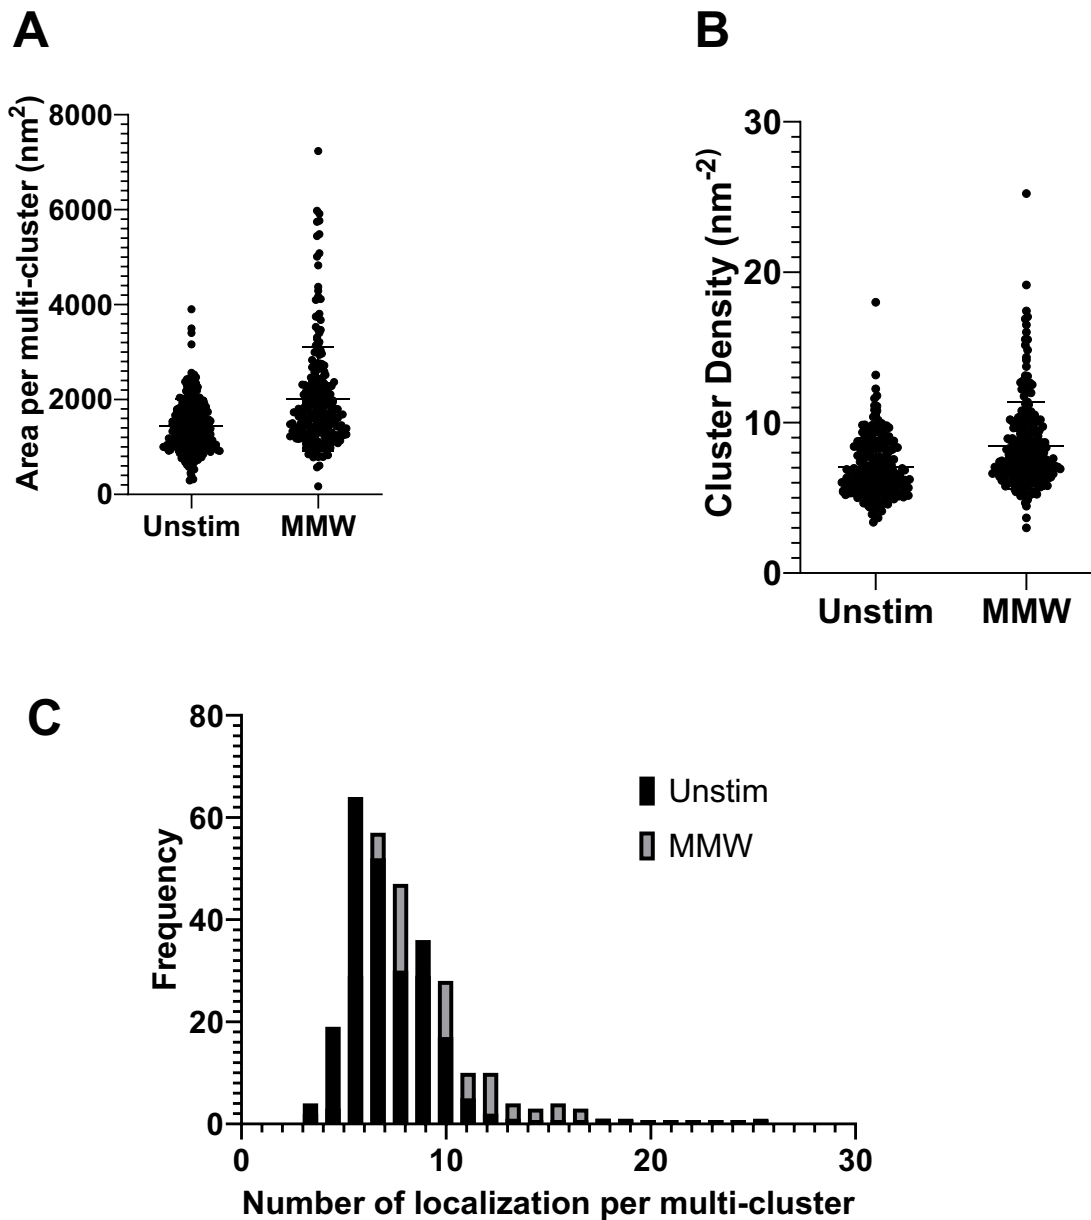 A
Area per multi-cluster (nm²)
8000
6000
4000
2000
0
Unstim MMW
B
Cluster Density (nm⁻²)
30
20
10
0
Unstim MMW
C
Frequency
80
60
40
20
0
Unstim
MMW
0 10 20 30
Number of localization per multi-cluster